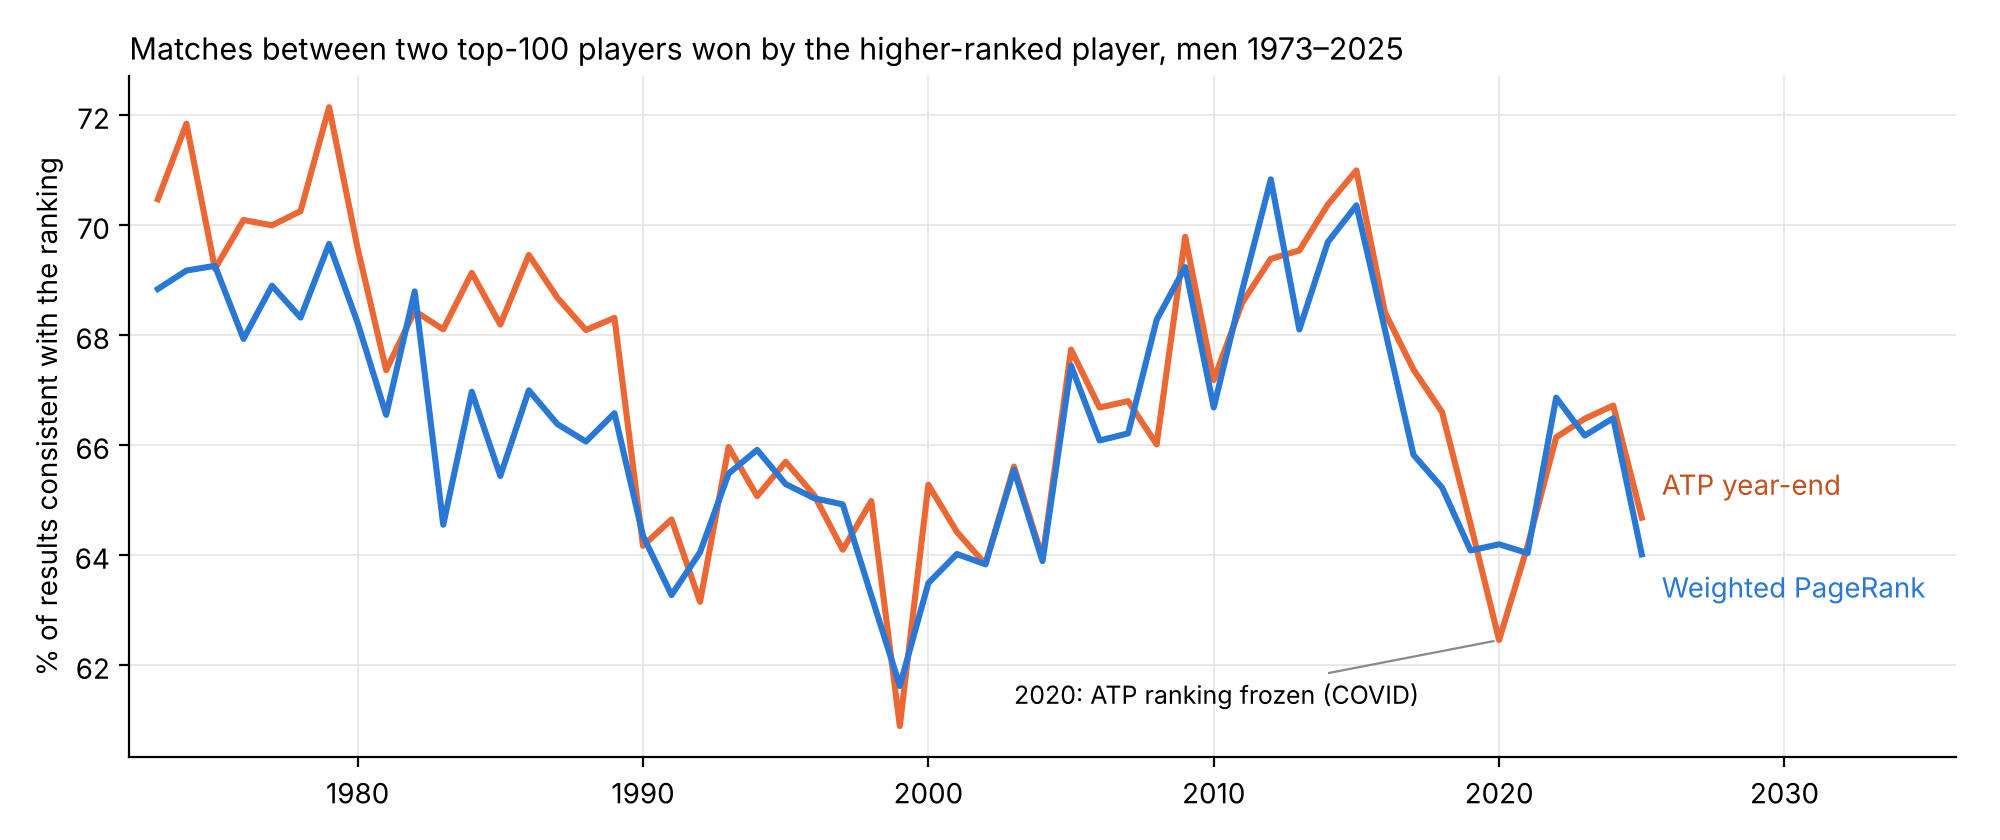 Matches between two top-100 players won by the higher-ranked player, men 1973–2025
% of results consistent with the ranking
72
70
68
66
64
62
ATP year-end
Weighted PageRank
2020: ATP ranking frozen (COVID)
1980
1990
2000
2010
2020
2030